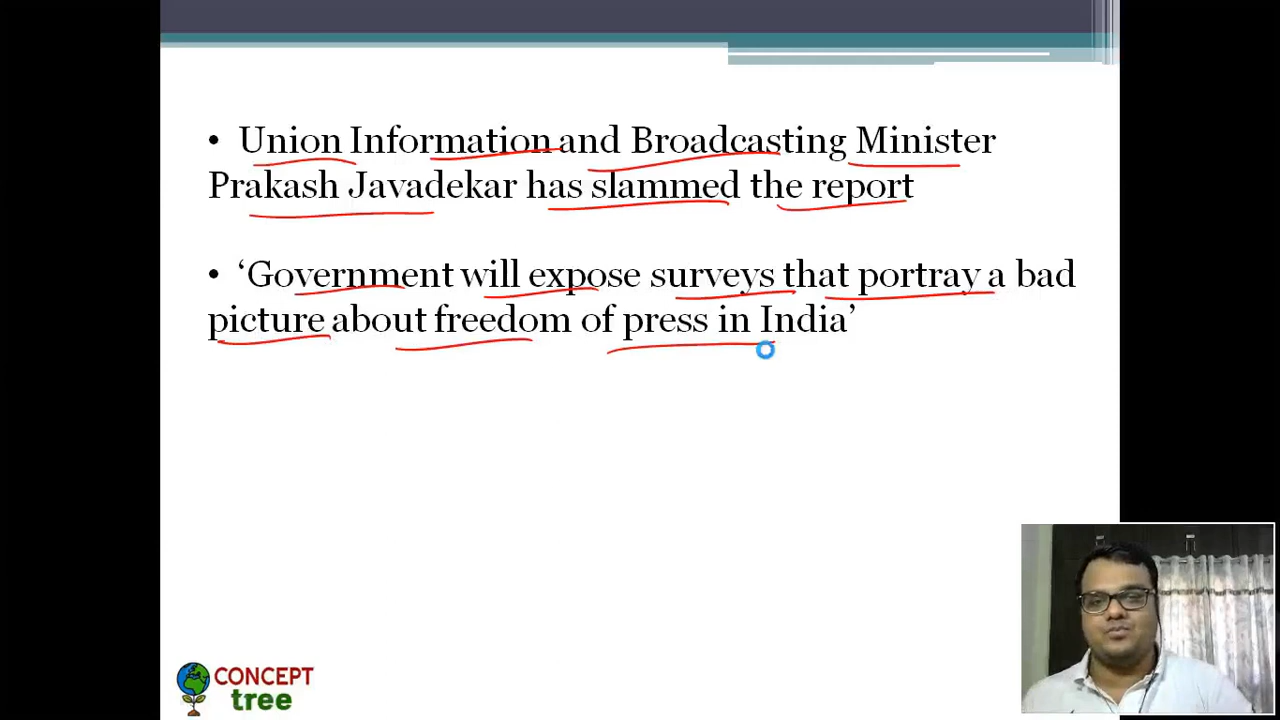 • Union Information and Broadcasting Minister
Prakash Javadekar has slammed the report
• ‘Government will expose surveys that portray a bad
picture about freedom of press in India’
CONCEPT
tree